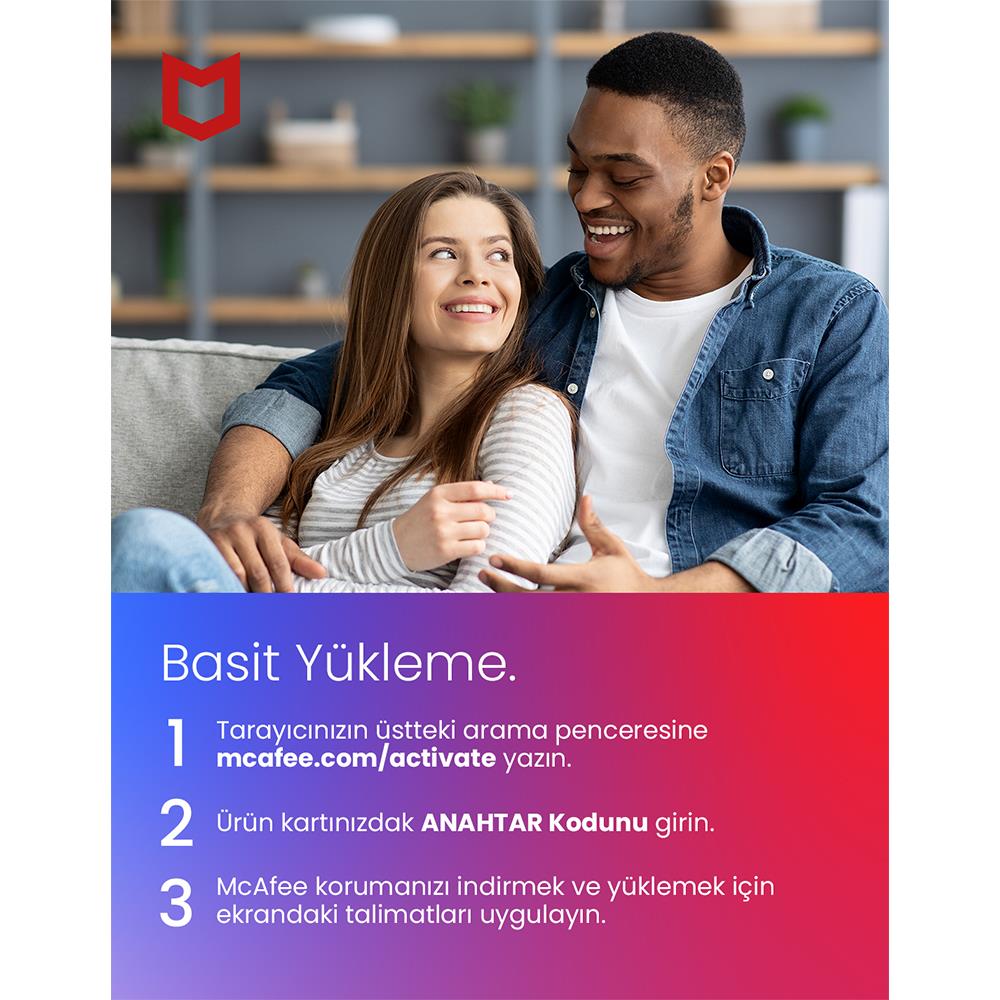 Basit Yükleme.
1 Tarayıcınızın üstteki arama penceresine
mcafee.com/activate yazın.
2 Ürün kartınızdak ANAHTAR Kodunu girin.
3 McAfee korumanızı indirmek ve yüklemek için
ekrandaki talimatları uygulayın.